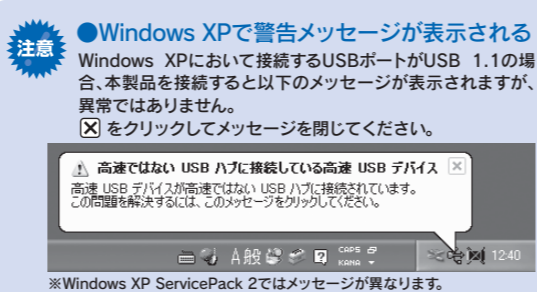 注意
●Windows XPで警告メッセージが表示される
Windows XPにおいて接続するUSBポートがUSB 1.1の場
合、本製品を接続すると以下のメッセージが表示されますが、
異常ではありません。
☒ をクリックしてメッセージを閉じてください。
高速ではない USB ハブに接続している高速 USB デバイス
高速 USB デバイスが高速ではない USB ハブに接続されています。
この問題を解決するには、このメッセージをクリックしてください。
A 般 CAPS KANA 12:40
※Windows XP ServicePack 2ではメッセージが異なります。